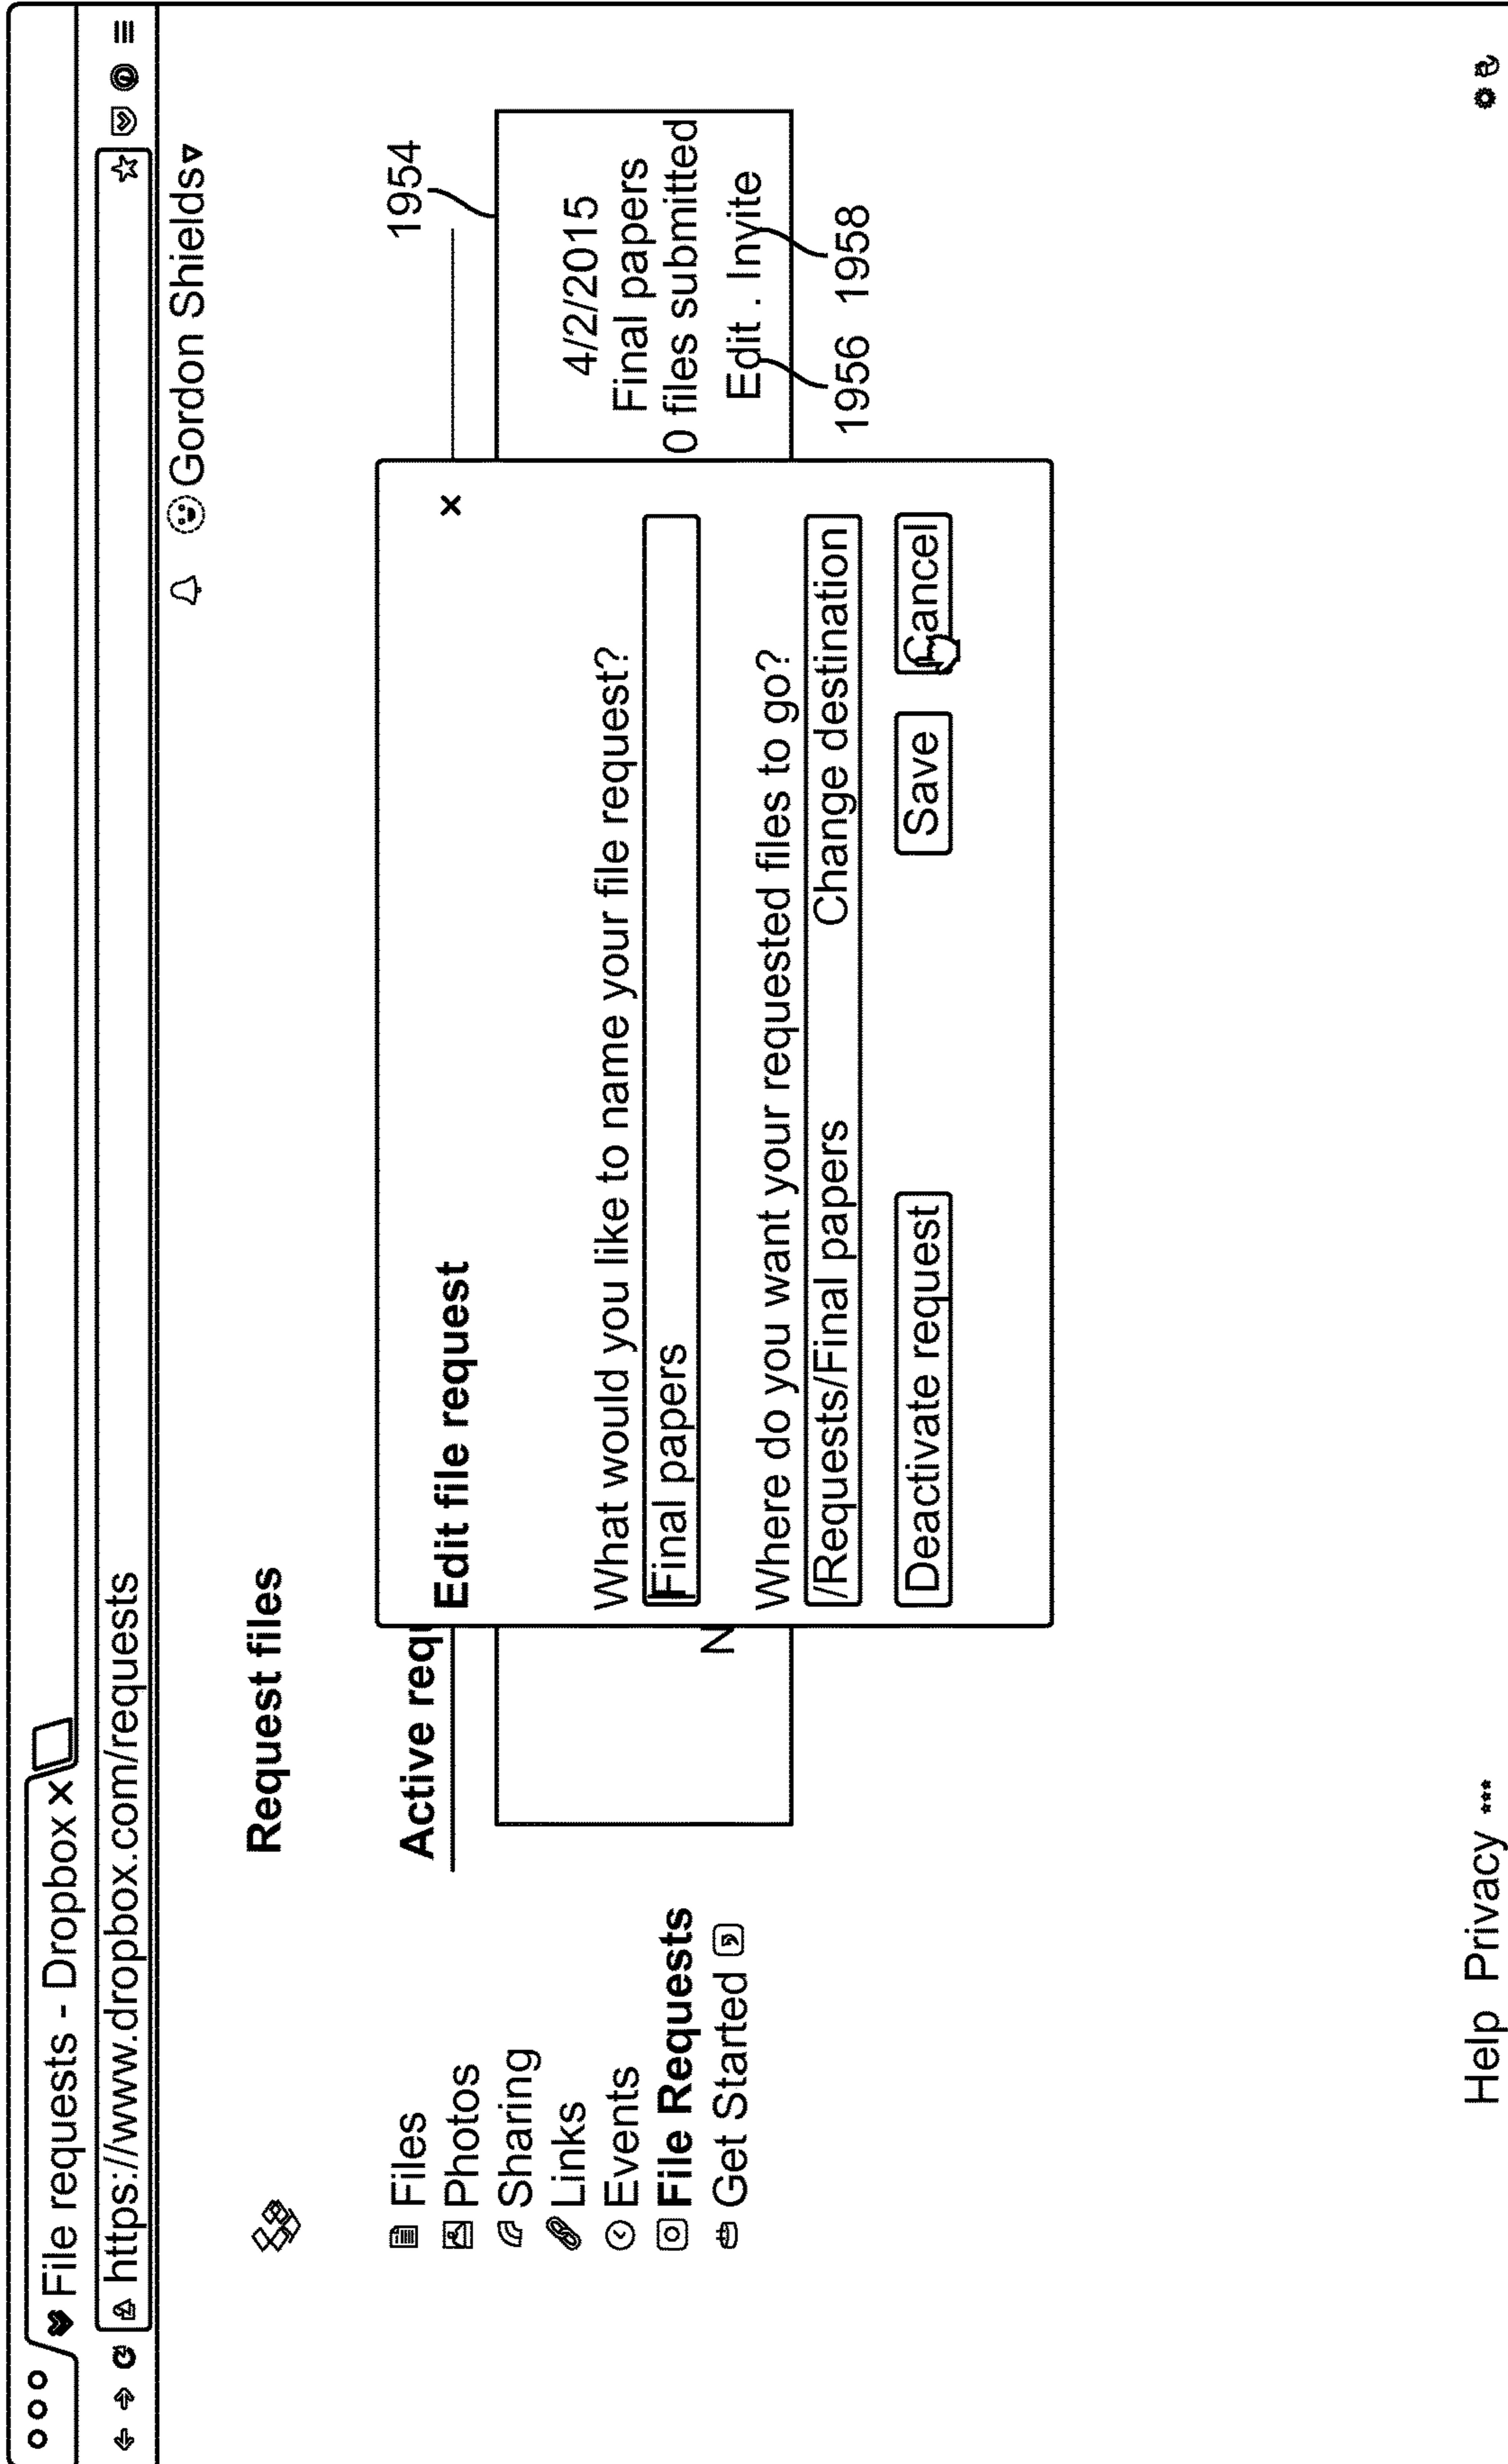 File requests - Dropbox
https://www.dropbox.com/requests
Gordon Shields
Request files
Files
Photos
Sharing
Links
Events
File Requests
Get Started
Active req
1954
Edit file request
×
What would you like to name your file request?
Final papers
Where do you want your requested files to go?
/Requests/Final papers Change destination
Deactivate request Save Cancel
N
4/2/2015
Final papers
0 files submitted
Edit . Invite
1956 1958
Help Privacy